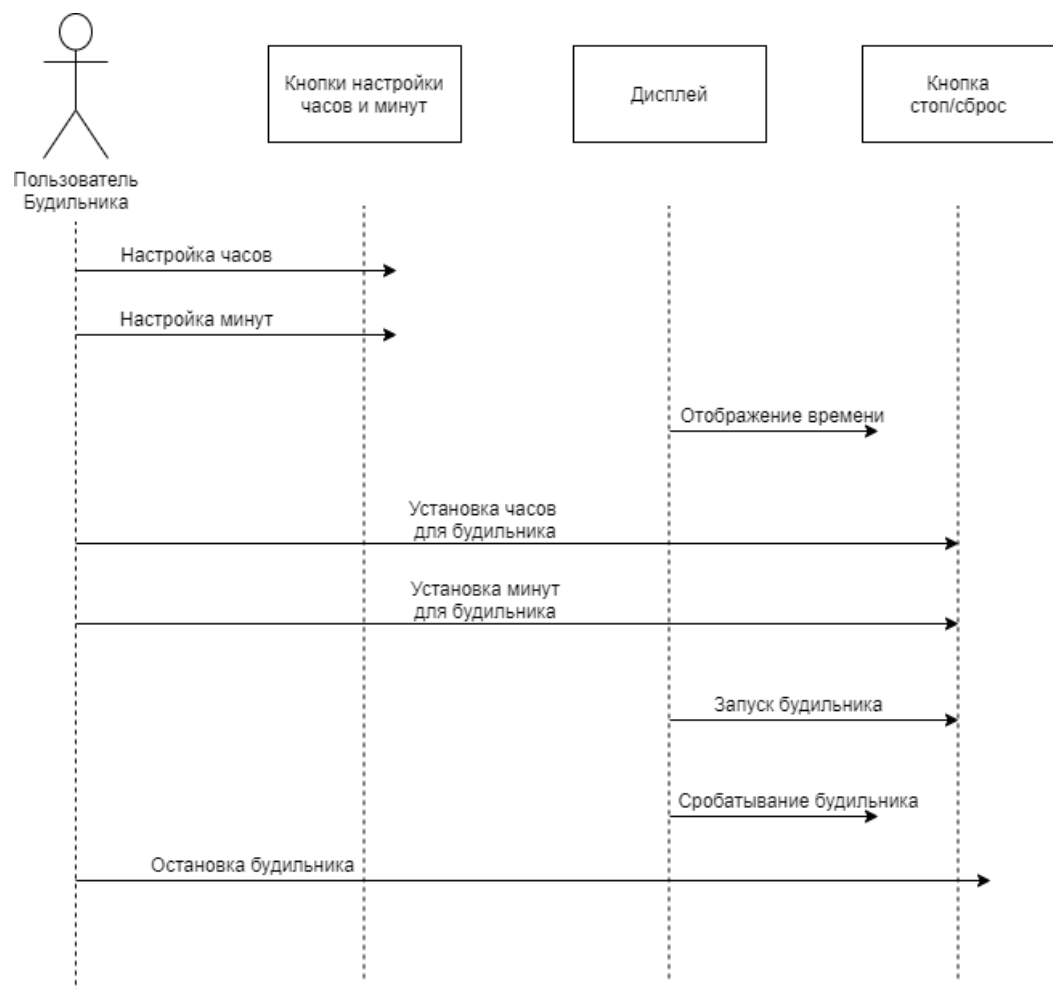 Кнопки настройки
часов и минут
Дисплей
Кнопка
стоп/сброс
Пользователь
Будильника
Настройка часов
Настройка минут
Отображение времени
Установка часов
для будильника
Установка минут
для будильника
Запуск будильника
Сробатывание будильника
Остановка будильника